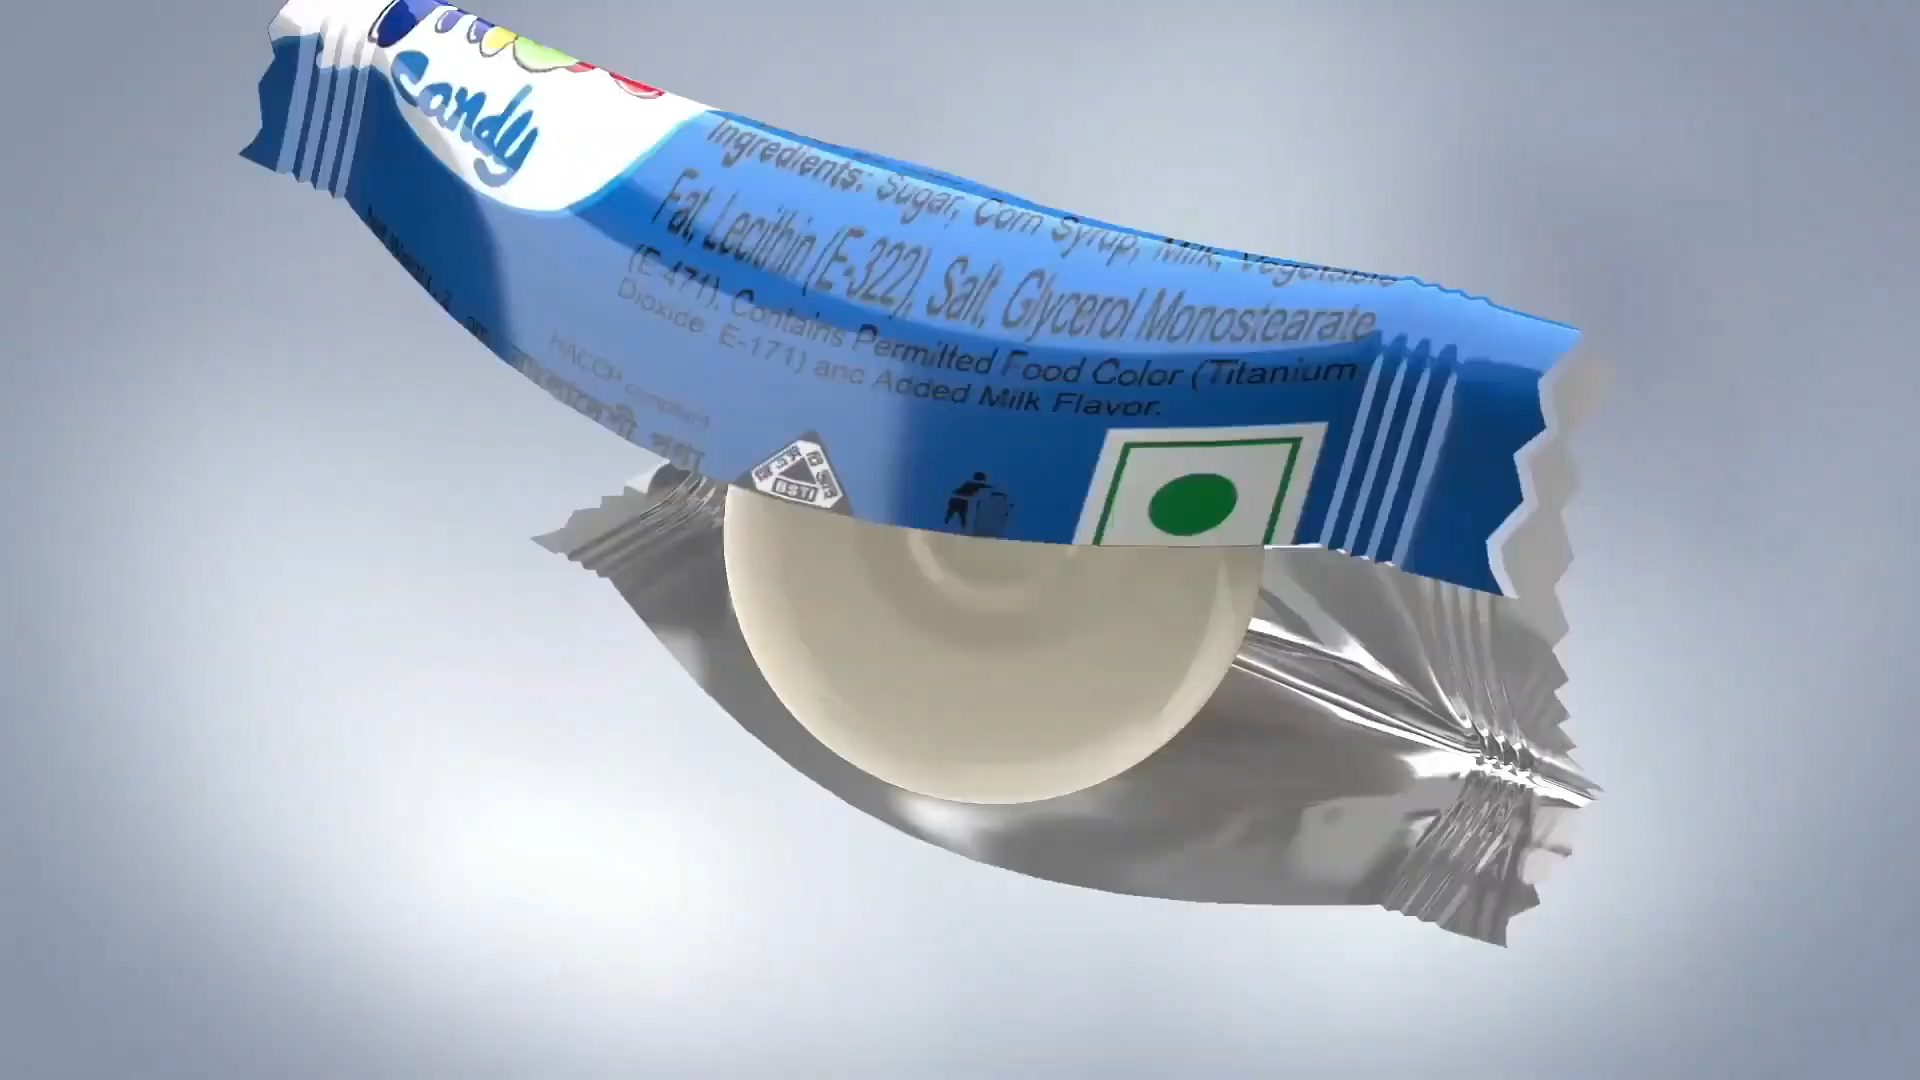 Candy
Ingredients: Sugar, Corn Syrup, Milk, Vegetable
Fat, Lecithin (E-322), Salt, Glycerol Monostearate
(E-471), Contains Permitted Food Color (Titanium
Dioxide E-171) and Added Milk Flavor.
HACCP compliant
BSTI